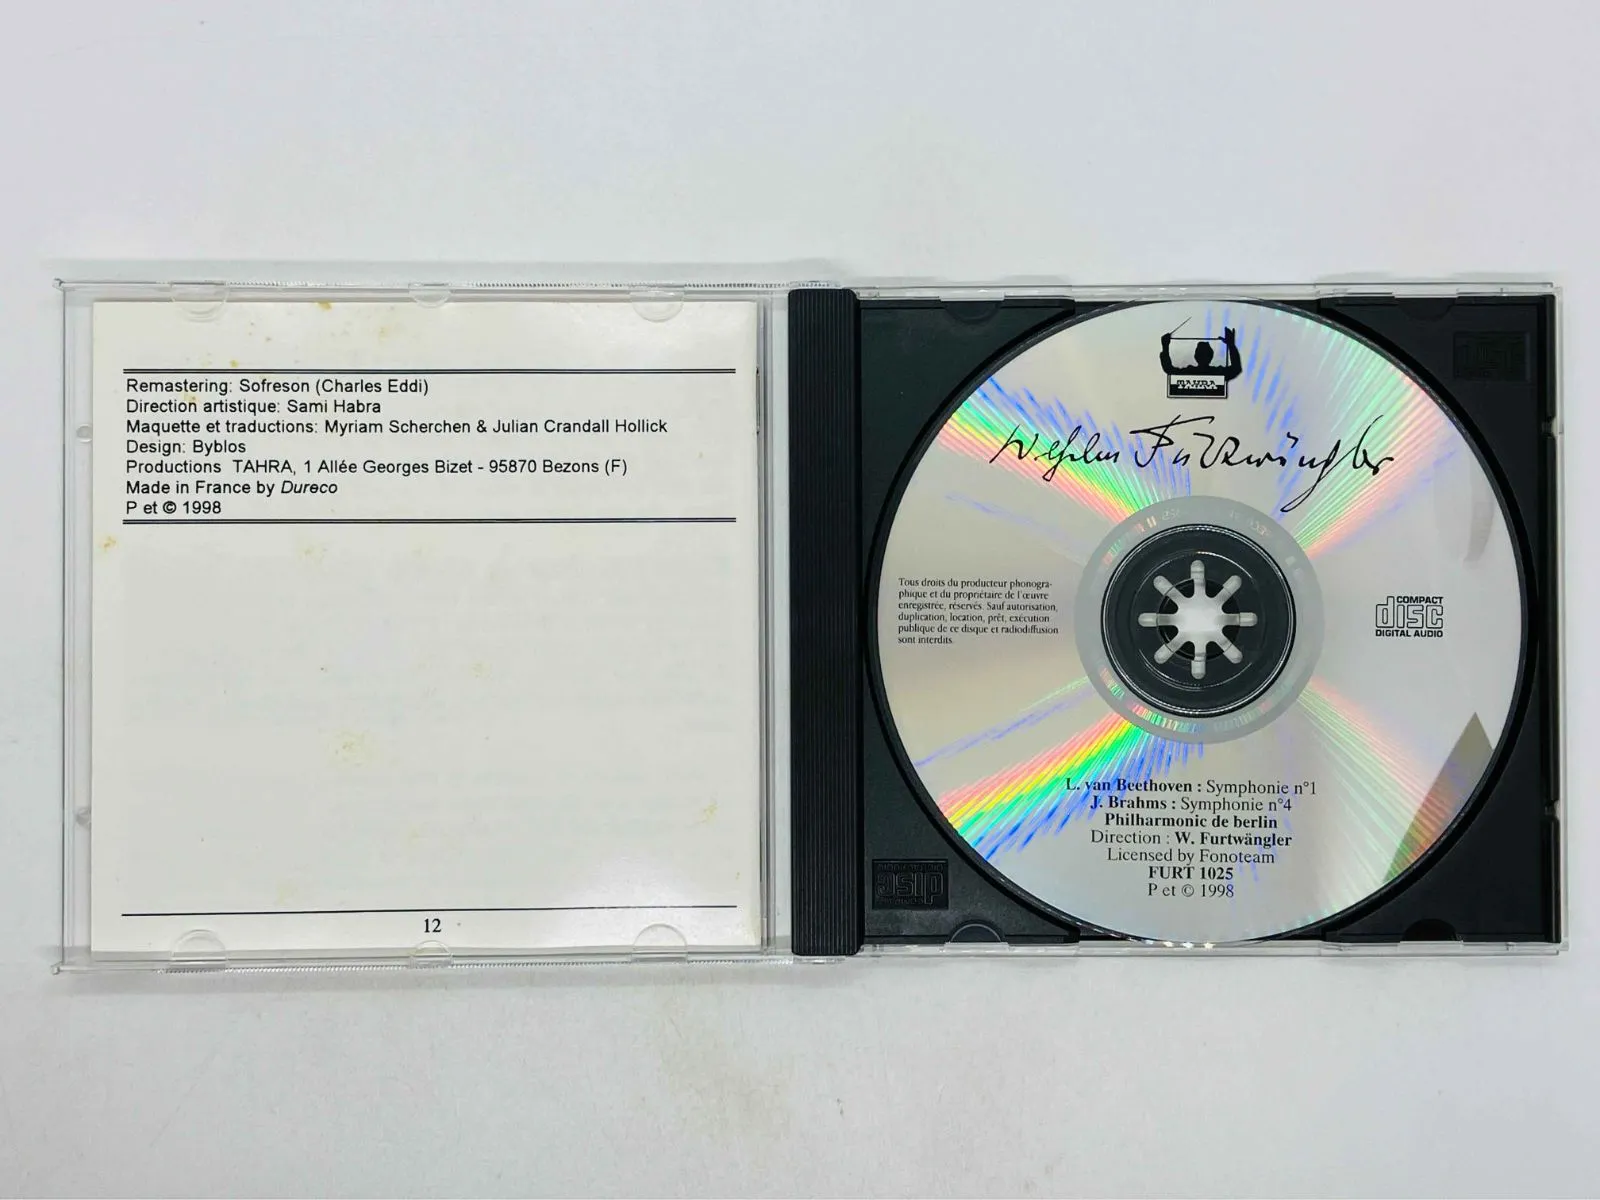 Remastering: Sofreson (Charles Eddi)
Direction artistique: Sami Habra
Maquette et traductions: Myriam Scherchen & Julian Crandall Hollick
Design: Byblos
Productions TAHRA, 1 Allée Georges Bizet - 95870 Bezons (F)
Made in France by Dureco
P et © 1998
12
TAHRA
Wilhelm Furtwängler
Tous droits du producteur phonogra-
phique et du propriétaire de l'œuvre
enregistrée, réservés. Sauf autorisation,
duplication, location, prêt, exécution
publique de ce disque et radiodiffusion
sont interdits.
COMPACT
disc
DIGITAL AUDIO
L. van Beethoven : Symphonie n°1
J. Brahms : Symphonie n°4
Philharmonic de berlin
Direction : W. Furtwängler
Licensed by Fonoteam
FURT 1025
P et © 1998